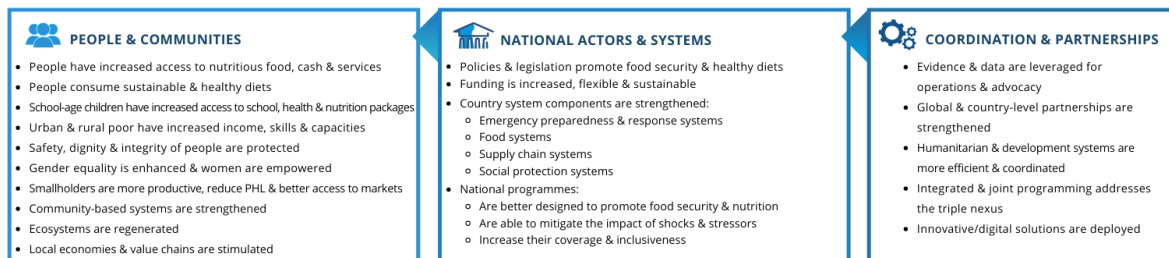 PEOPLE & COMMUNITIES
• People have increased access to nutritious food, cash & services
• People consume sustainable & healthy diets
• School-age children have increased access to school, health & nutrition packages
• Urban & rural poor have increased income, skills & capacities
• Safety, dignity & integrity of people are protected
• Gender equality is enhanced & women are empowered
• Smallholders are more productive, reduce PHL & better access to markets
• Community-based systems are strengthened
• Ecosystems are regenerated
• Local economies & value chains are stimulated
NATIONAL ACTORS & SYSTEMS
• Policies & legislation promote food security & healthy diets
• Funding is increased, flexible & sustainable
• Country system components are strengthened:
○ Emergency preparedness & response systems
○ Food systems
○ Supply chain systems
○ Social protection systems
• National programmes:
○ Are better designed to promote food security & nutrition
○ Are able to mitigate the impact of shocks & stressors
○ Increase their coverage & inclusiveness
COORDINATION & PARTNERSHIPS
• Evidence & data are leveraged for
operations & advocacy
• Global & country-level partnerships are
strengthened
• Humanitarian & development systems are
more efficient & coordinated
• Integrated & joint programming addresses
the triple nexus
• Innovative/digital solutions are deployed